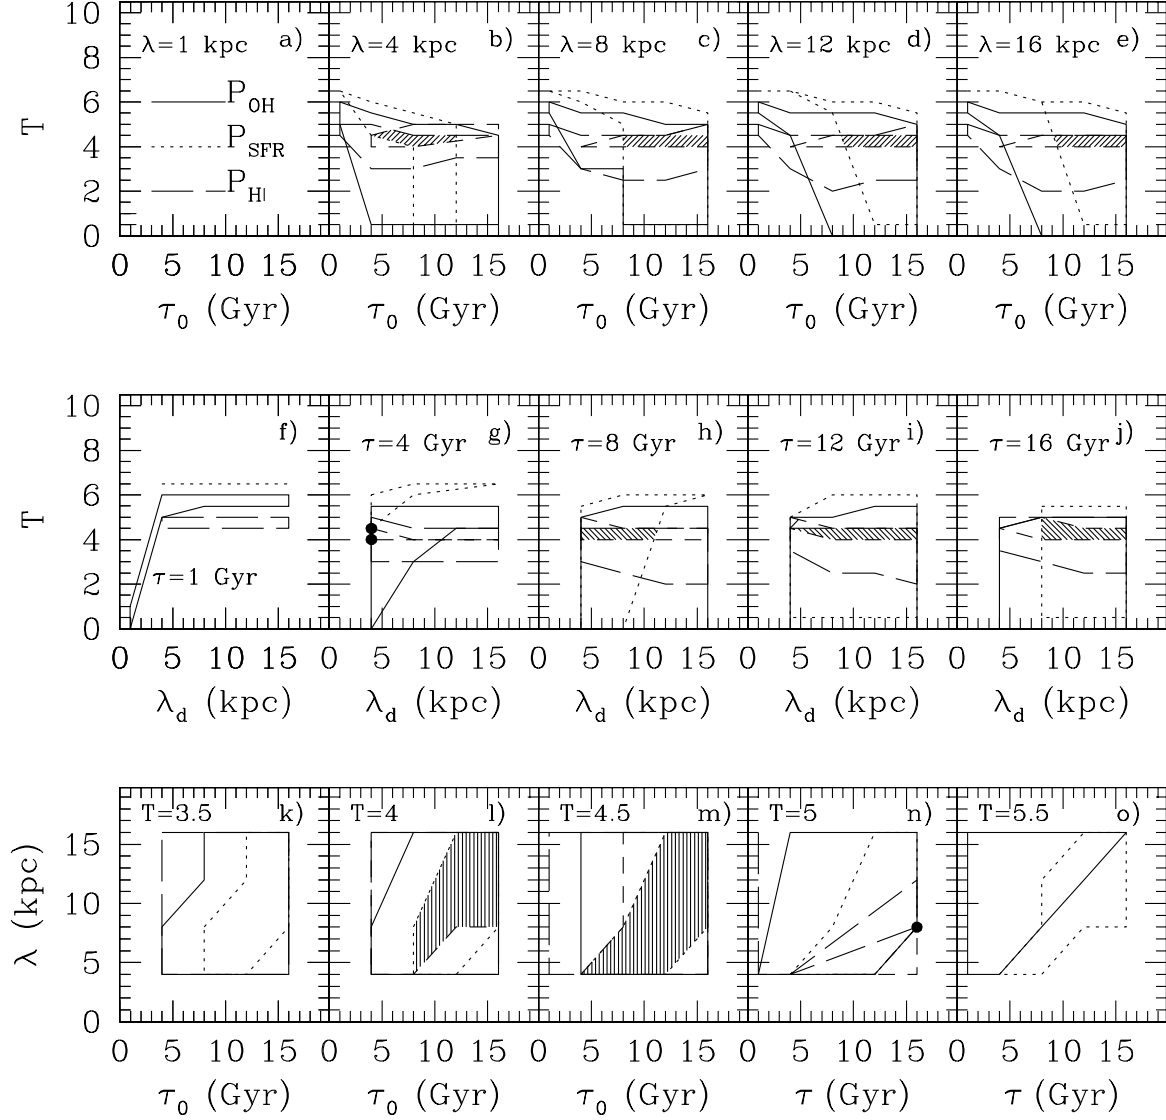 10
8
6
4
2
0
T
λ=1 kpc a)
λ=4 kpc b)
λ=8 kpc c)
λ=12 kpc d)
λ=16 kpc e)
P_OH
P_SFR
P_HI
0 5 10 15 0 5 10 15 0 5 10 15 0 5 10 15 0 5 10 15
τ_0 (Gyr) τ_0 (Gyr) τ_0 (Gyr) τ_0 (Gyr) τ_0 (Gyr)
10
8
6
4
2
0
T
f)
τ=1 Gyr
τ=4 Gyr g)
τ=8 Gyr h)
τ=12 Gyr i)
τ=16 Gyr j)
0 5 10 15 0 5 10 15 0 5 10 15 0 5 10 15 0 5 10 15
λ_d (kpc) λ_d (kpc) λ_d (kpc) λ_d (kpc) λ_d (kpc)
15
10
5
0
λ (kpc)
T=3.5 k)
T=4 l)
T=4.5 m)
T=5 n)
T=5.5 o)
0 5 10 15 0 5 10 15 0 5 10 15 0 5 10 15 0 5 10 15
τ_0 (Gyr) τ_0 (Gyr) τ_0 (Gyr) τ (Gyr) τ (Gyr)